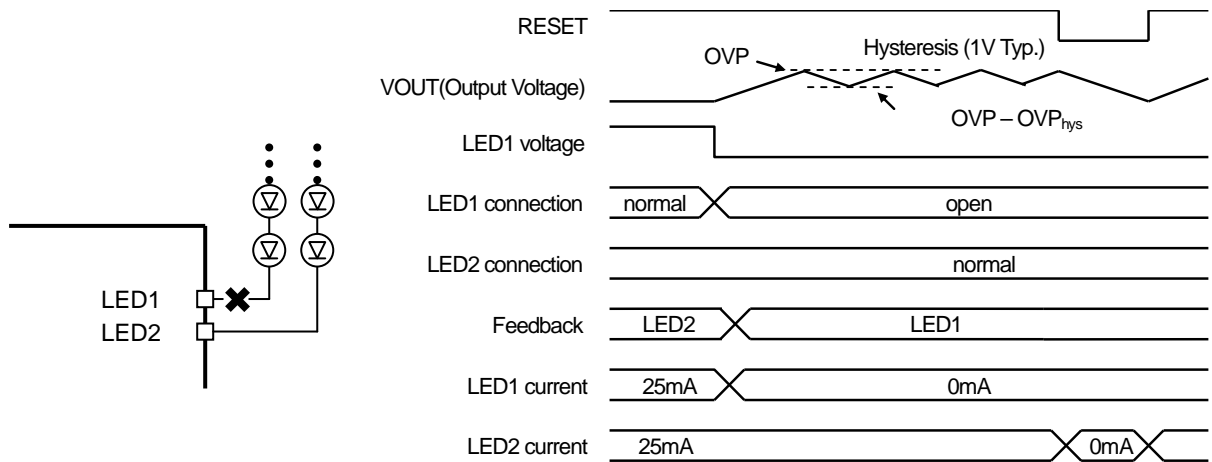 RESET
OVP
Hysteresis (1V Typ.)
VOUT(Output Voltage)
OVP – OVPhys
LED1 voltage
LED1 connection
normal
open
LED2 connection
normal
LED1
LED2
Feedback
LED2
LED1
LED1 current
25mA
0mA
LED2 current
25mA
0mA